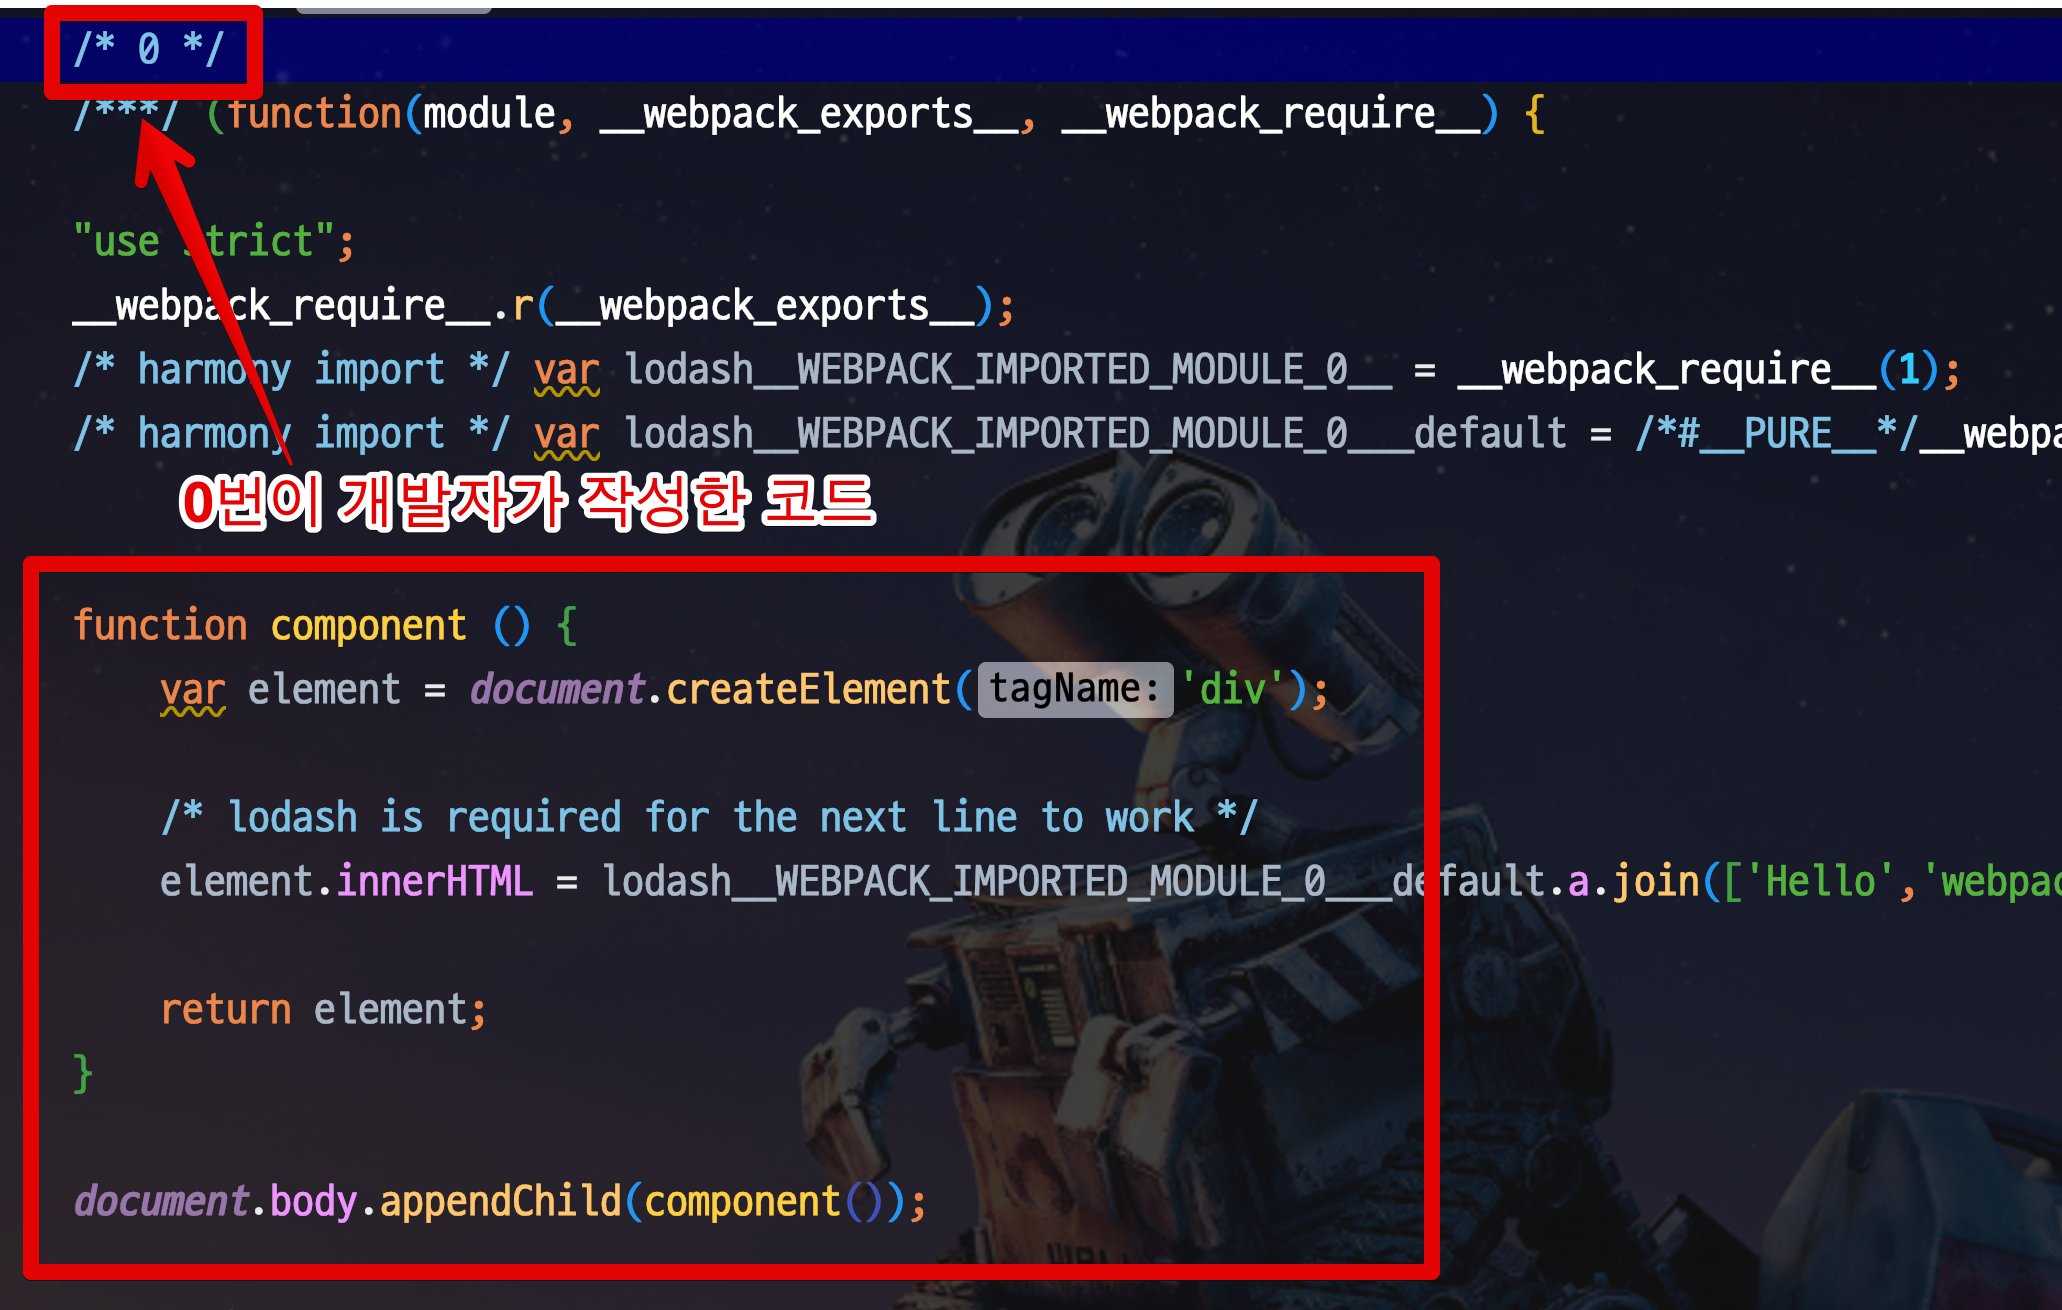 /* 0 */
/***/ (function(module, __webpack_exports__, __webpack_require__) {
"use strict";
__webpack_require__.r(__webpack_exports__);
/* harmony import */ var lodash__WEBPACK_IMPORTED_MODULE_0__ = __webpack_require__(1);
/* harmony import */ var lodash__WEBPACK_IMPORTED_MODULE_0___default = /*#__PURE__*/__webpa
0번이 개발자가 작성한 코드
function component () {
var element = document.createElement( tagName: 'div');
/* lodash is required for the next line to work */
element.innerHTML = lodash__WEBPACK_IMPORTED_MODULE_0___default.a.join(['Hello','webpac
return element;
}
document.body.appendChild(component());